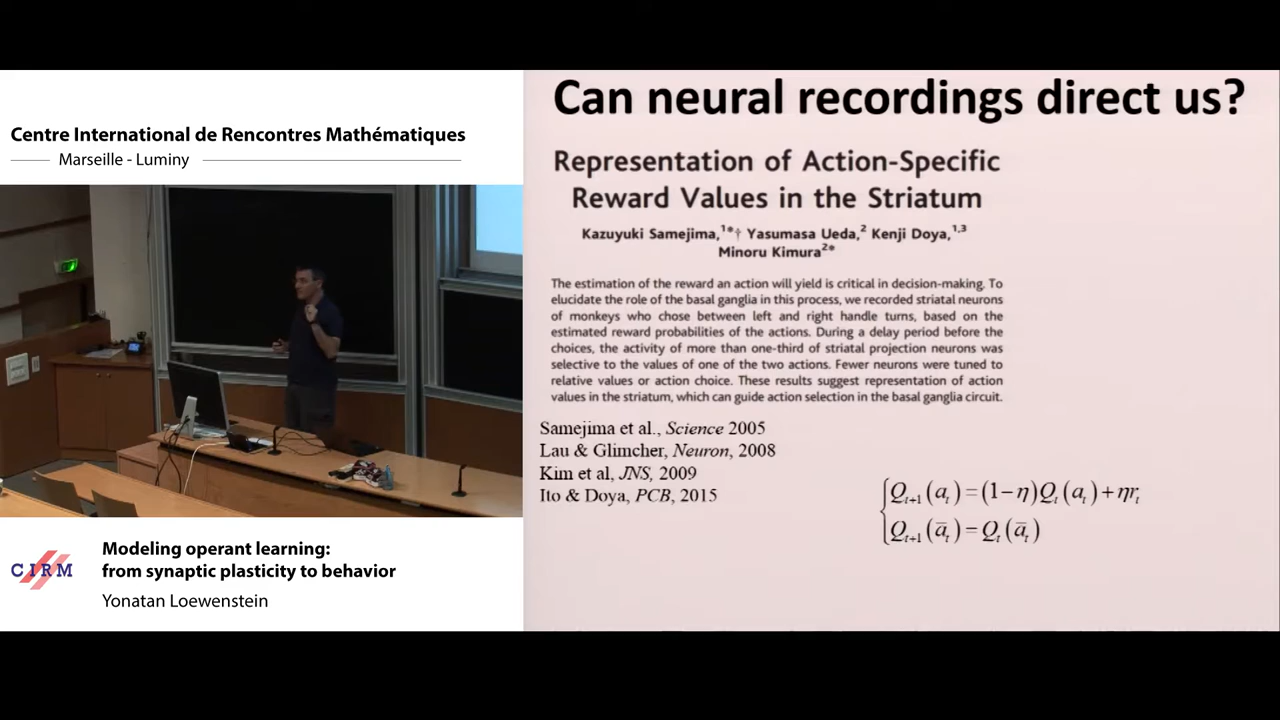 Centre International de Rencontres Mathématiques
Marseille - Luminy
CIRM
Modeling operant learning:
from synaptic plasticity to behavior
Yonatan Loewenstein
Can neural recordings direct us?
Representation of Action-Specific
Reward Values in the Striatum
Kazuyuki Samejima,¹*† Yasumasa Ueda,² Kenji Doya,¹,³
Minoru Kimura²*
The estimation of the reward an action will yield is critical in decision-making. To
elucidate the role of the basal ganglia in this process, we recorded striatal neurons
of monkeys who chose between left and right handle turns, based on the
estimated reward probabilities of the actions. During a delay period before the
choices, the activity of more than one-third of striatal projection neurons was
selective to the values of one of the two actions. Fewer neurons were tuned to
relative values or action choice. These results suggest representation of action
values in the striatum, which can guide action selection in the basal ganglia circuit.
Samejima et al., Science 2005
Lau & Glimcher, Neuron, 2008
Kim et al, JNS, 2009
Ito & Doya, PCB, 2015
Qₜ₊₁(aₜ)=(1−η)Qₜ(aₜ)+ηrₜ
Qₜ₊₁(āₜ)=Qₜ(āₜ)